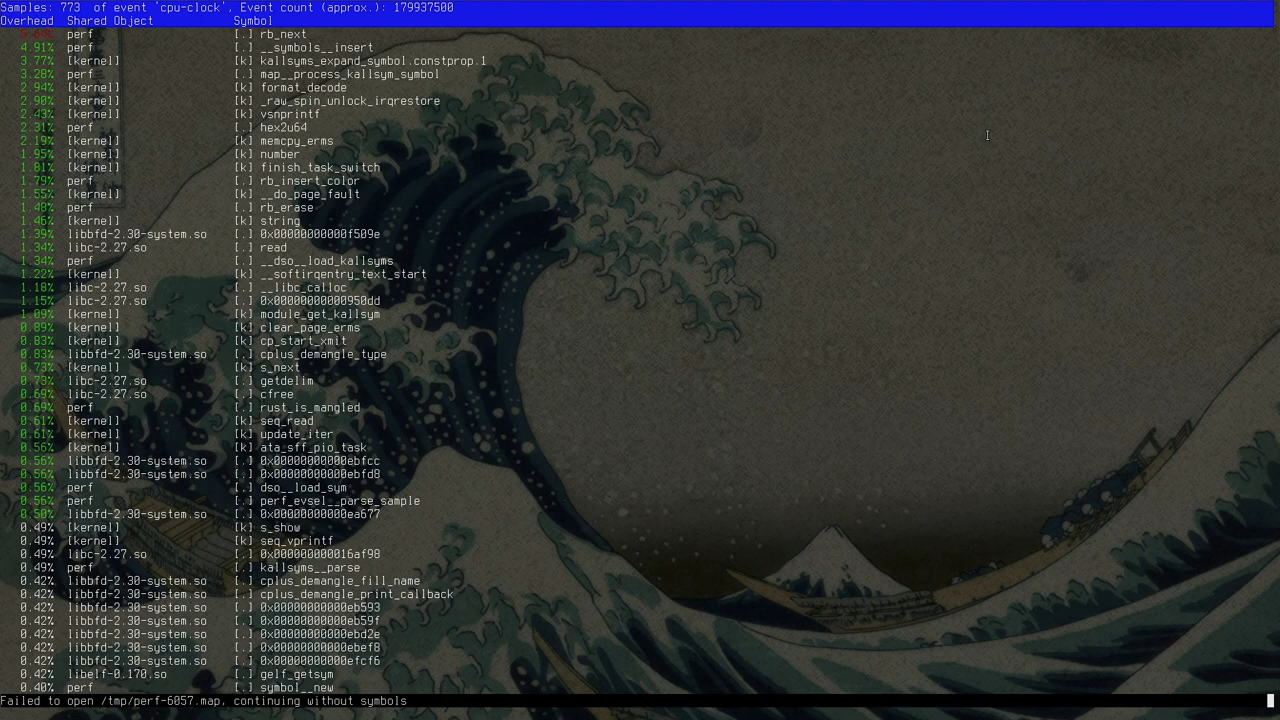 Samples: 773  of event 'cpu-clock', Event count (approx.): 179937500
Overhead  Shared Object            Symbol
perf                     [.] rb_next
4.91%  perf                     [.] __symbols__insert
3.77%  [kernel]                 [k] kallsyms_expand_symbol.constprop.1
3.28%  perf                     [.] map__process_kallsym_symbol
2.94%  [kernel]                 [k] format_decode
2.90%  [kernel]                 [k] _raw_spin_unlock_irqrestore
2.43%  [kernel]                 [k] vsnprintf
2.31%  perf                     [.] hex2u64
2.19%  [kernel]                 [k] memcpy_erms
1.95%  [kernel]                 [k] number
1.81%  [kernel]                 [k] finish_task_switch
1.79%  perf                     [.] rb_insert_color
1.55%  [kernel]                 [k] __do_page_fault
1.48%  perf                     [.] rb_erase
1.46%  [kernel]                 [k] string
1.39%  libbfd-2.30-system.so    [.] 0x00000000000f509e
1.34%  libc-2.27.so             [.] read
1.34%  perf                     [.] __dso__load_kallsyms
1.22%  [kernel]                 [k] __softirqentry_text_start
1.18%  libc-2.27.so             [.] __libc_calloc
1.15%  libc-2.27.so             [.] 0x00000000000950dd
1.09%  [kernel]                 [k] module_get_kallsym
0.89%  [kernel]                 [k] clear_page_erms
0.83%  [kernel]                 [k] cp_start_xmit
0.83%  libbfd-2.30-system.so    [.] cplus_demangle_type
0.73%  [kernel]                 [k] s_next
0.73%  libc-2.27.so             [.] getdelim
0.69%  libc-2.27.so             [.] cfree
0.69%  perf                     [.] rust_is_mangled
0.61%  [kernel]                 [k] seq_read
0.61%  [kernel]                 [k] update_iter
0.56%  [kernel]                 [k] ata_sff_pio_task
0.56%  libbfd-2.30-system.so    [.] 0x00000000000ebfcc
0.56%  libbfd-2.30-system.so    [.] 0x00000000000ebfd8
0.56%  perf                     [.] dso__load_sym
0.56%  perf                     [.] perf_evsel__parse_sample
0.50%  libbfd-2.30-system.so    [.] 0x00000000000ea677
0.49%  [kernel]                 [k] s_show
0.49%  [kernel]                 [k] seq_vprintf
0.49%  libc-2.27.so             [.] 0x000000000016af98
0.49%  perf                     [.] kallsyms__parse
0.42%  libbfd-2.30-system.so    [.] cplus_demangle_fill_name
0.42%  libbfd-2.30-system.so    [.] cplus_demangle_print_callback
0.42%  libbfd-2.30-system.so    [.] 0x00000000000eb593
0.42%  libbfd-2.30-system.so    [.] 0x00000000000eb59f
0.42%  libbfd-2.30-system.so    [.] 0x00000000000ebd2e
0.42%  libbfd-2.30-system.so    [.] 0x00000000000ebef8
0.42%  libbfd-2.30-system.so    [.] 0x00000000000efcf6
0.42%  libelf-0.170.so          [.] gelf_getsym
0.40%  perf                     [.] symbol__new
Failed to open /tmp/perf-6057.map, continuing without symbols